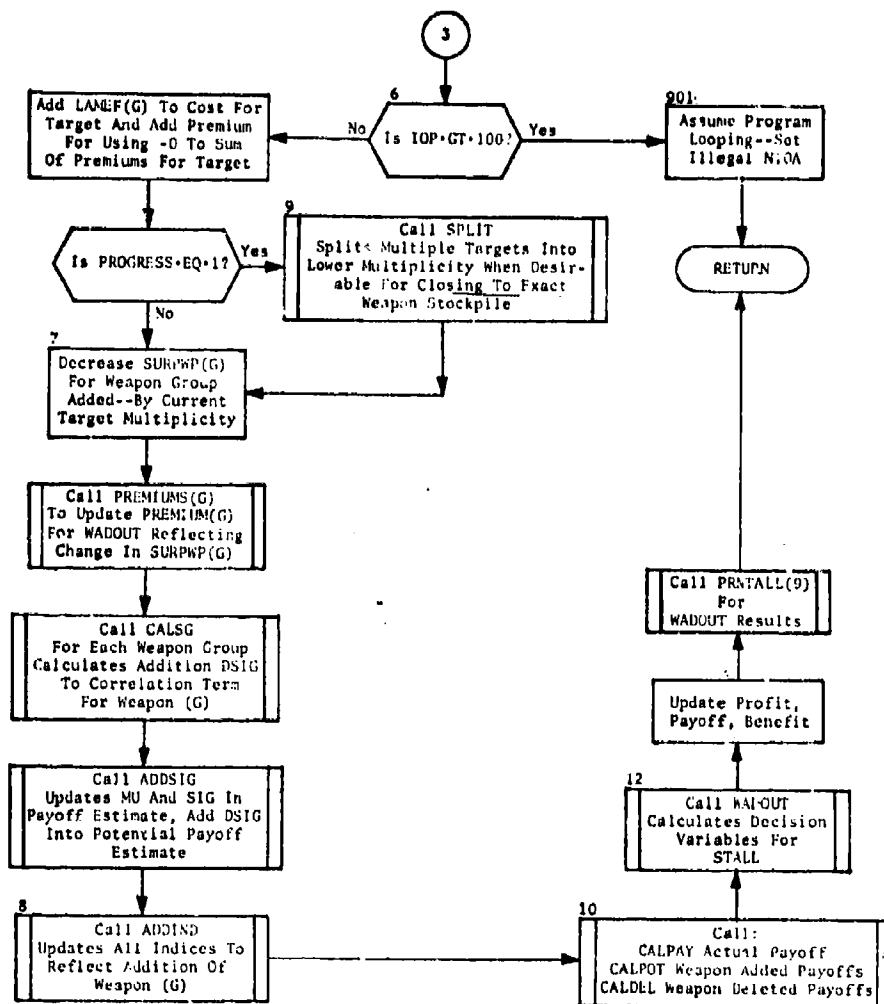 3
6
Is IOP·GT·100?
No
Yes
Add LAMEF(G) To Cost For
Target And Add Premium
For Using -D To Sum
Of Premiums For Target
901
Assume Program
Looping--Set
Illegal
RETURN
Is PROGRESS·EQ·1?
Yes
No
9
Call SPLIT
Splits Multiple Targets Into
Lower Multiplicity When Desir-
able For Closing To Exact
Weapon Stockpile
7
Decrease SURPWP(G)
For Weapon Group
Added--By Current
Target Multiplicity
Call PREMIUMS(G)
To Update PREMIUM(G)
For WADOUT Reflecting
Change In SURPWP(G)
Call CALSG
For Each Weapon Group
Calculates Addition DSIG
To Correlation Term
For Weapon (G)
Call ADDSIG
Updates MU And SIG In
Payoff Estimate, Add DSIG
Into Potential Payoff
Estimate
8
Call ADDIND
Updates All Indices To
Reflect Addition Of
Weapon (G)
10
Call:
CALPAY Actual Payoff
CALPOT Weapon Added Payoffs
CALDEL Weapon Deleted Payoffs
12
Call WADOUT
Calculates Decision
Variables For
STALL
Update Profit,
Payoff, Benefit
Call PRNTALL(9)
For
WADOUT Results